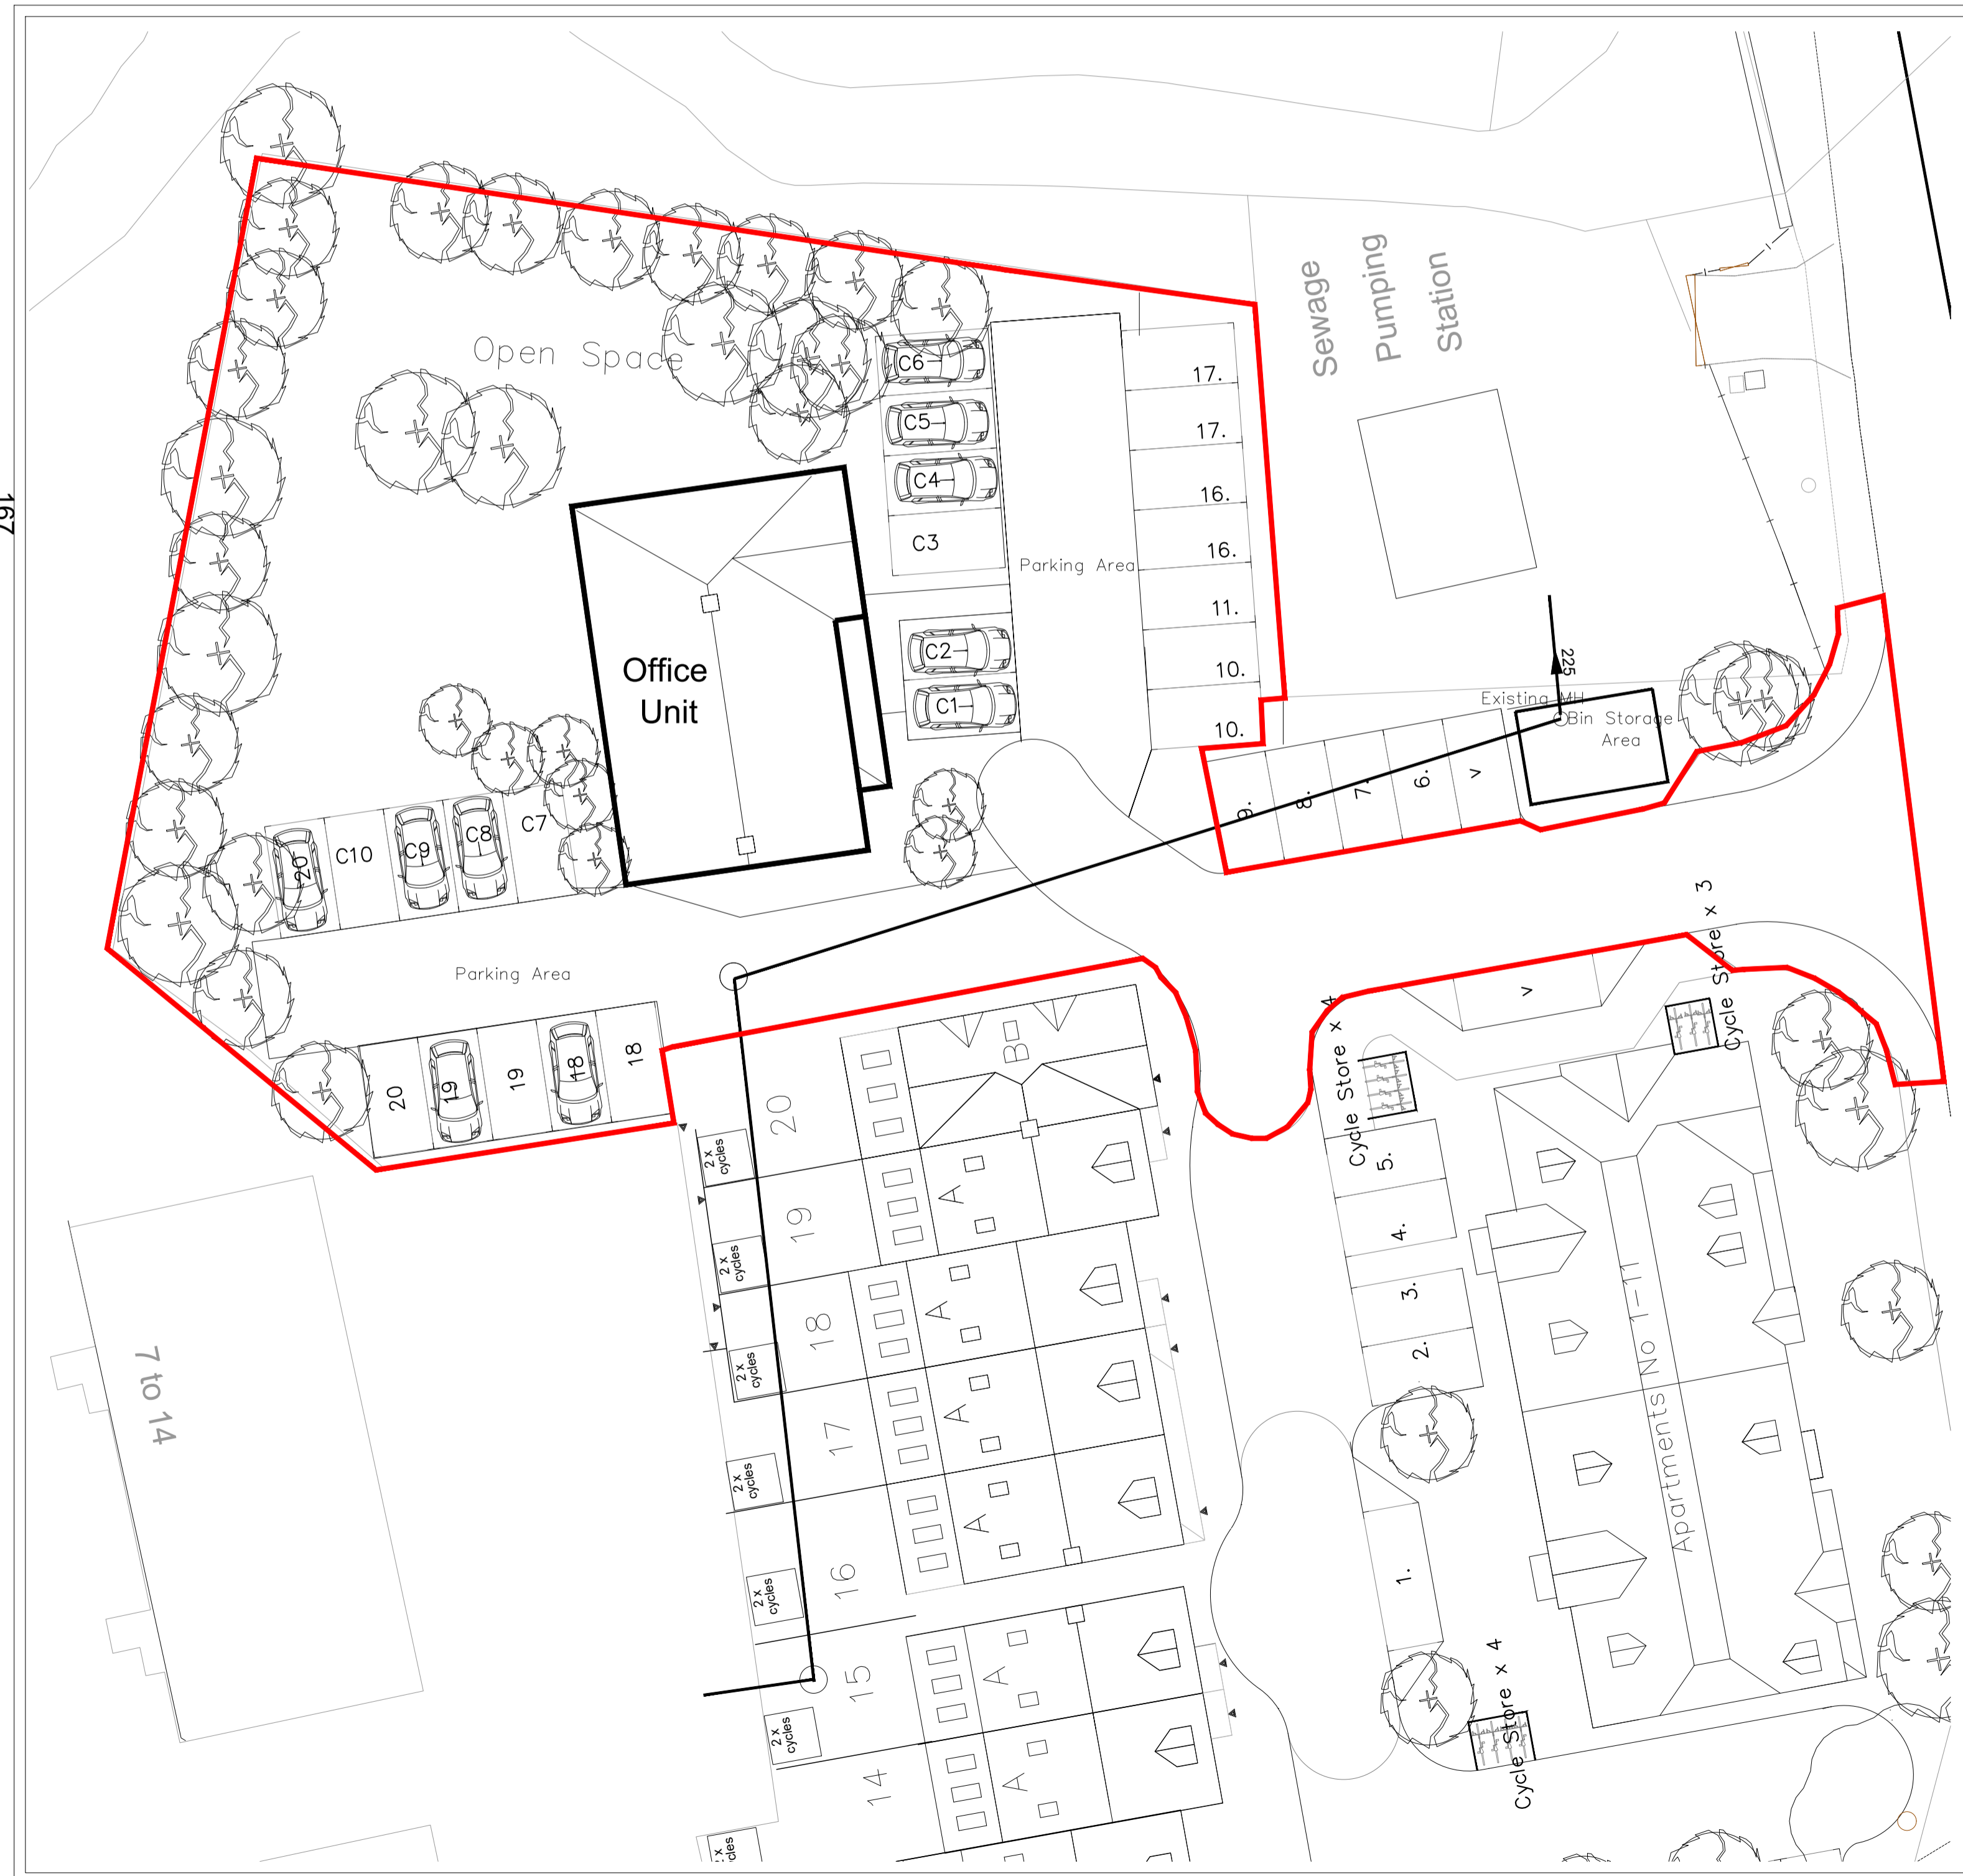 167
Open Space
Sewage
Pumping
Station
C6
C5
C4
C3
C2
C1
Parking Area
17.
17.
16.
16.
11.
10.
10.
Office
Unit
225
Existing MH
Bin Storage
Area
9.
8.
7.
6.
v
20
C10
C9
C8
C7
Parking Area
20
19
19
18
18
Cycle Store x 3
v
Cycle Store x 4
5.
4.
3.
2.
1.
Apartments No 1-11
Cycle Store x 4
7 to 14
B
20
2 x
cycles
A
19
2 x
cycles
A
18
2 x
cycles
A
17
2 x
cycles
A
16
2 x
cycles
A
15
2 x
cycles
A
14
x
cles